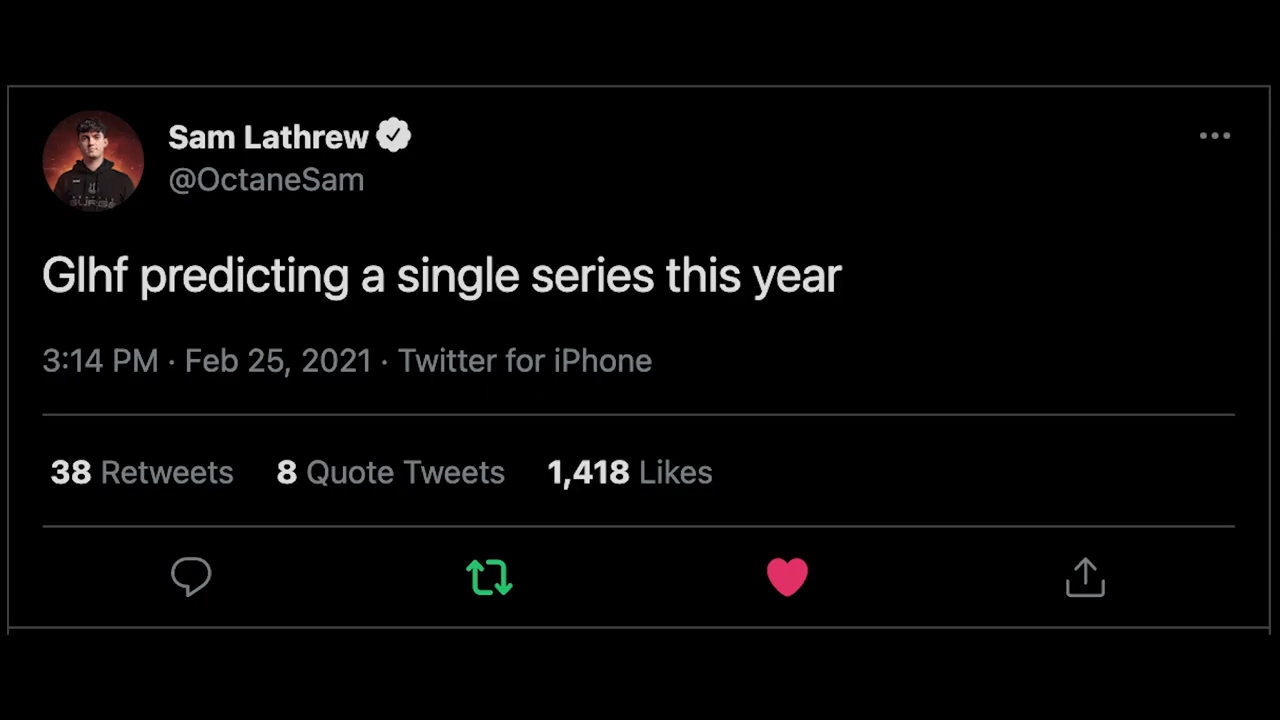 Sam Lathrew
@OctaneSam
Glhf predicting a single series this year
3:14 PM · Feb 25, 2021 · Twitter for iPhone
38 Retweets 8 Quote Tweets 1,418 Likes